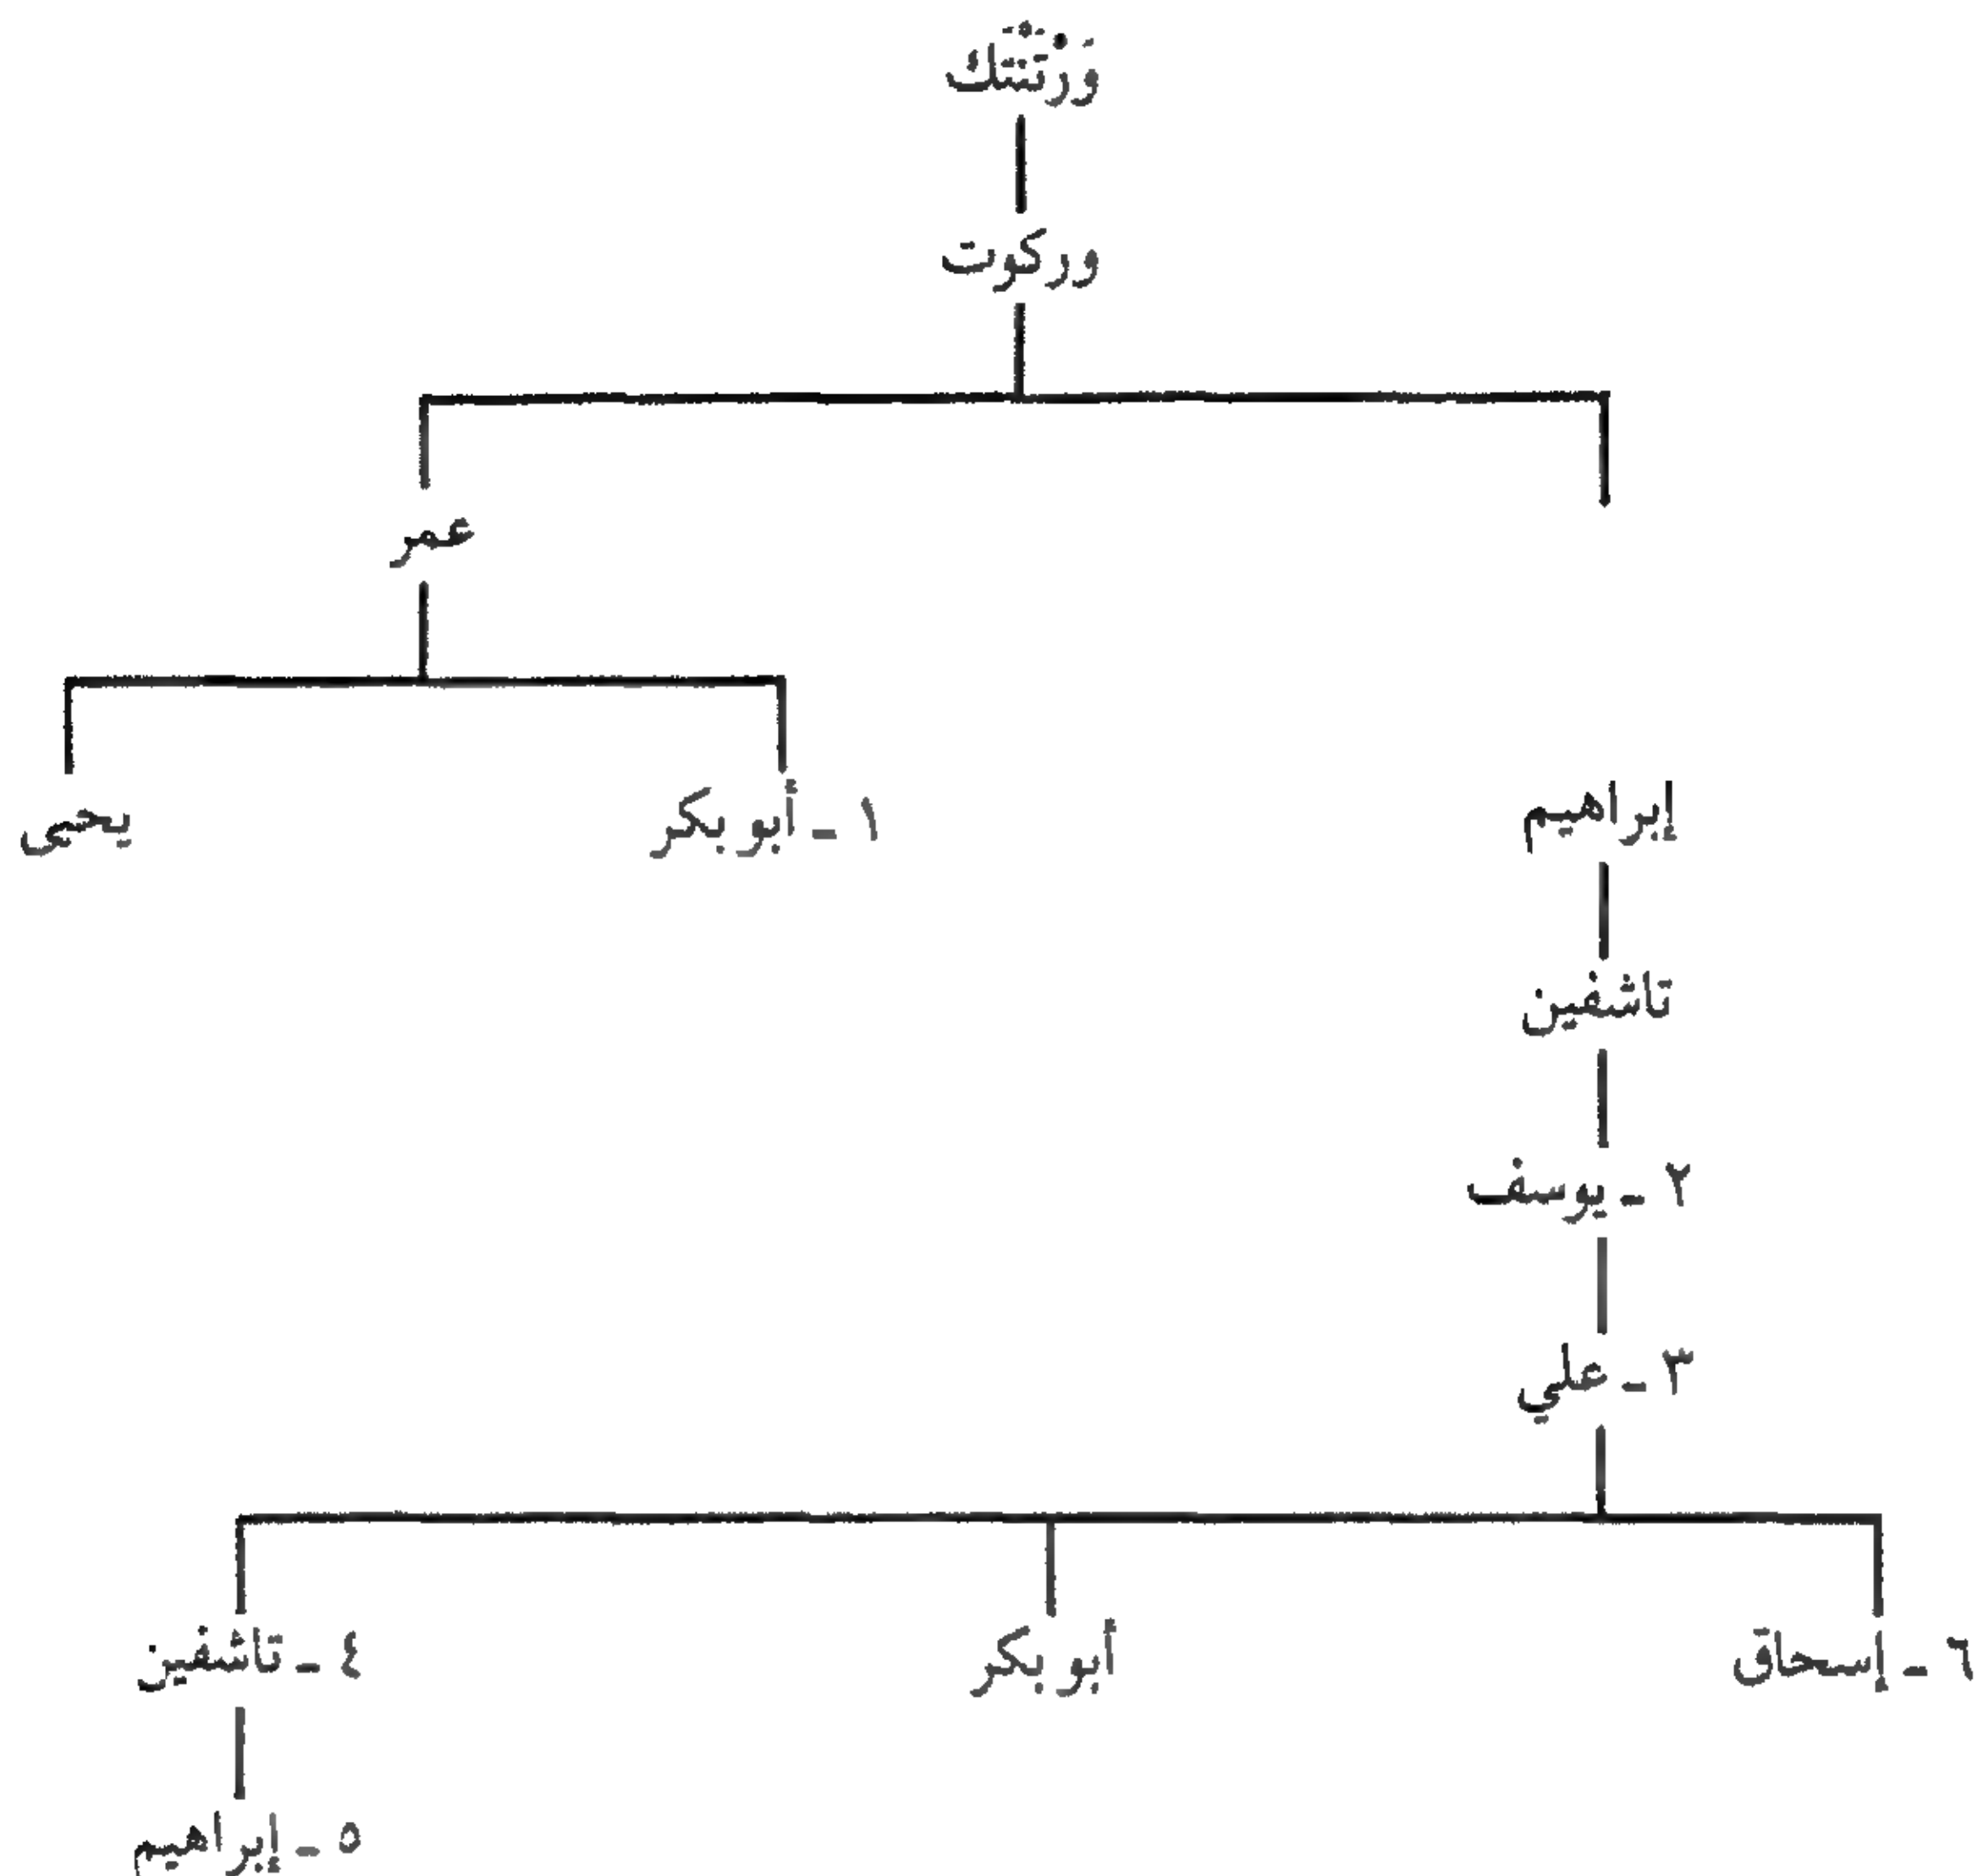 وَرْتَنْتَك
وركوت
عمر
١ - أبو بكر
يحيى
إبراهيم
تاشفين
٢ - يوسف
٣ - علي
٦ - إسحاق
أبو بكر
٤ - تاشفين
٥ - إبراهيم